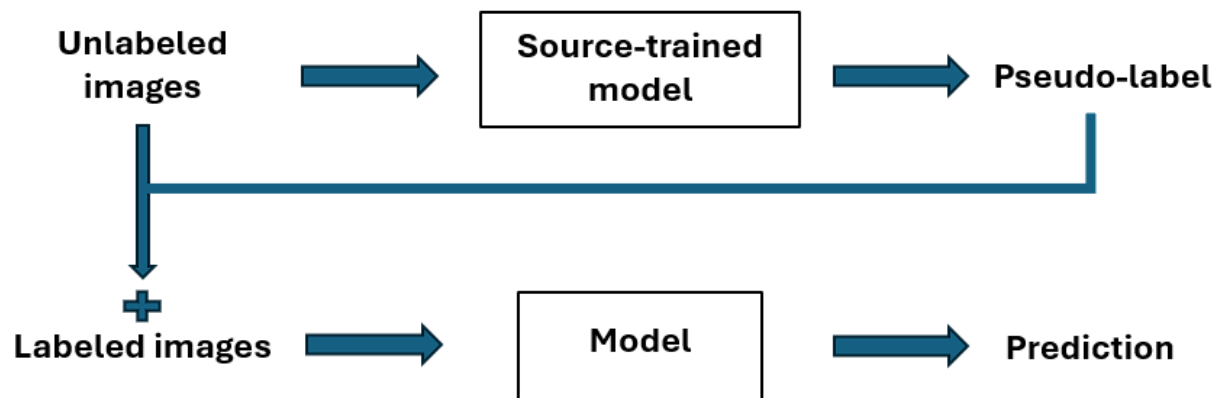 Unlabeled
images
Source-trained
model
Pseudo-label
Labeled images
Model
Prediction